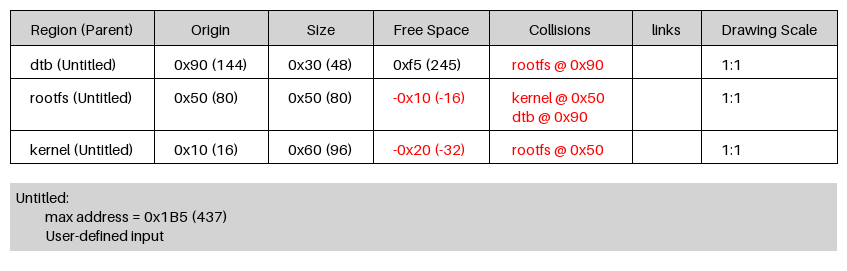 Region (Parent) Origin Size Free Space Collisions links Drawing Scale
dtb (Untitled) 0x90 (144) 0x30 (48) 0xf5 (245) rootfs @ 0x90 1:1
rootfs (Untitled) 0x50 (80) 0x50 (80) -0x10 (-16) kernel @ 0x50 1:1
dtb @ 0x90
kernel (Untitled) 0x10 (16) 0x60 (96) -0x20 (-32) rootfs @ 0x50 1:1
Untitled:
max address = 0x1B5 (437)
User-defined input